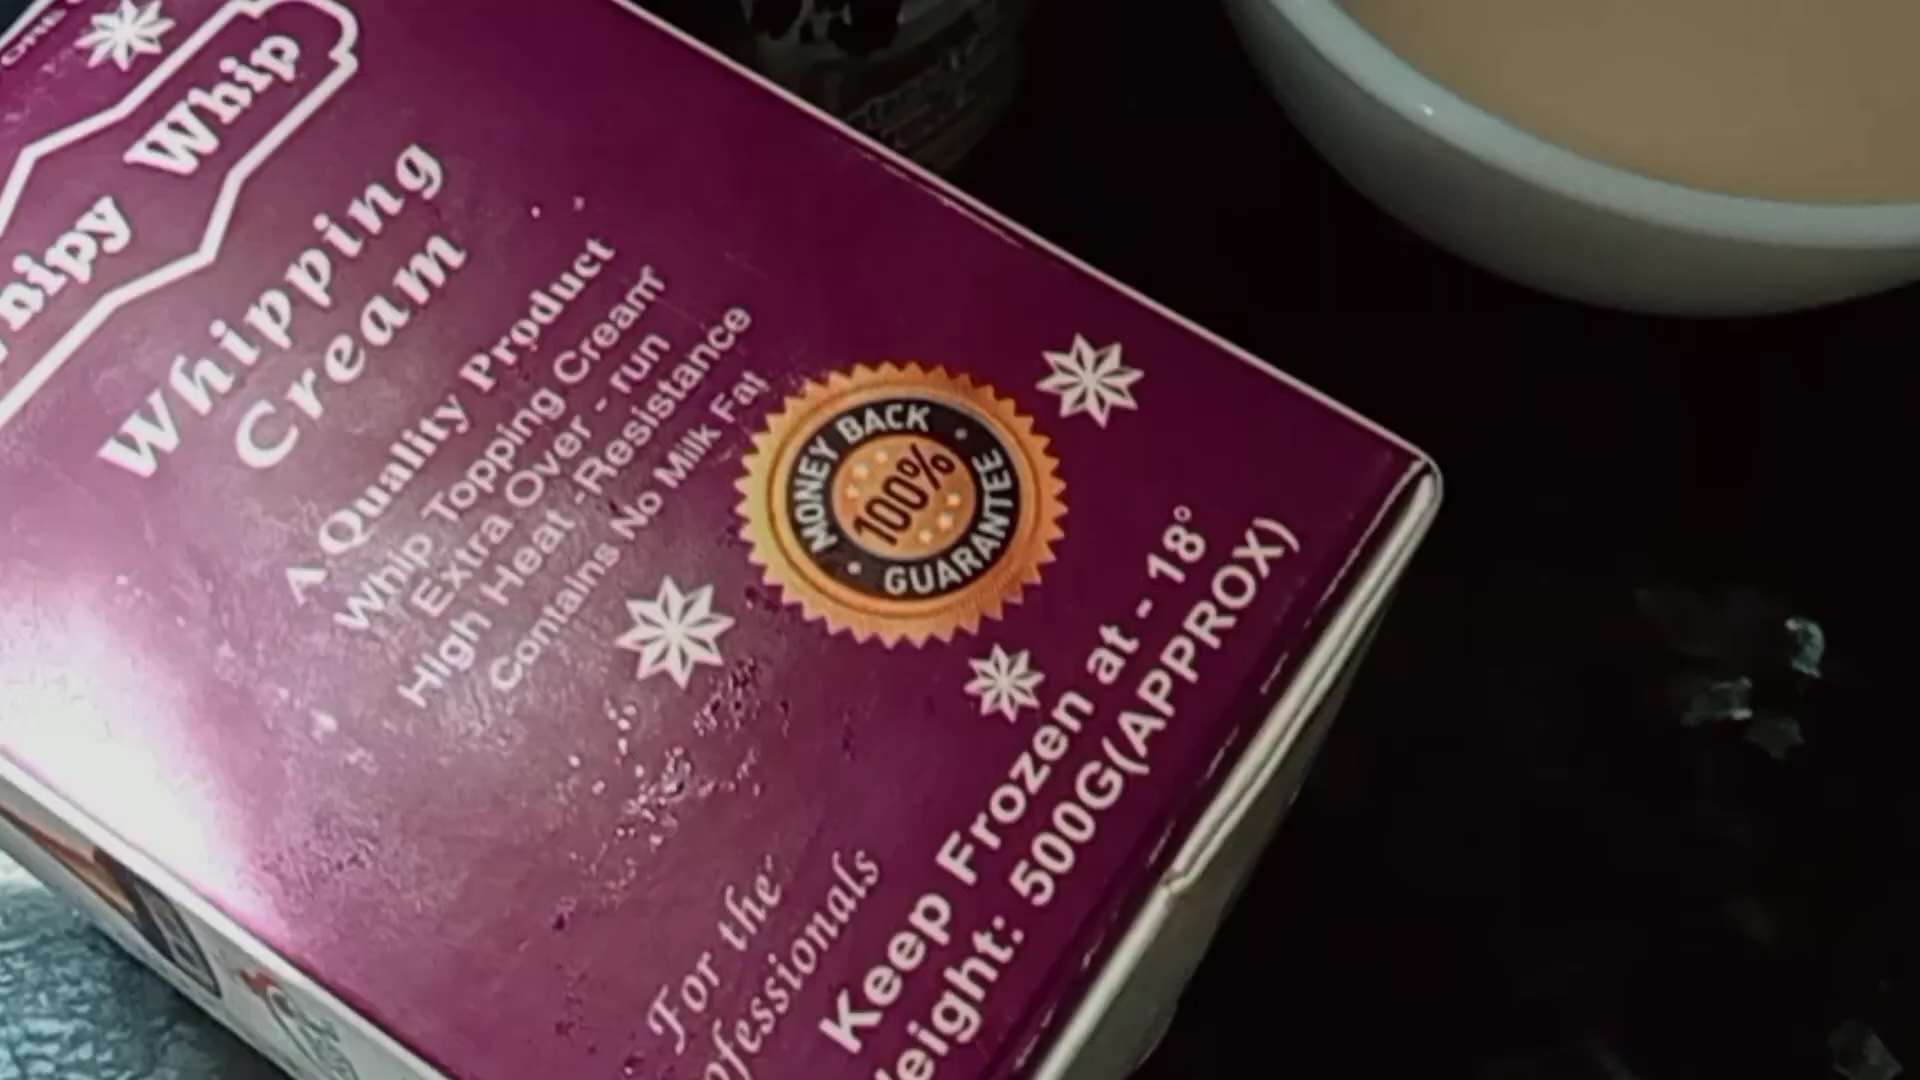 Whip
Whipping
Cream
A Quality Product
Whip Topping Cream
Extra Over - run
High Heat -Resistance
Contains No Milk Fat
MONEY BACK
100%
GUARANTEE
For the
Keep Frozen at - 18°
500G(APPROX)